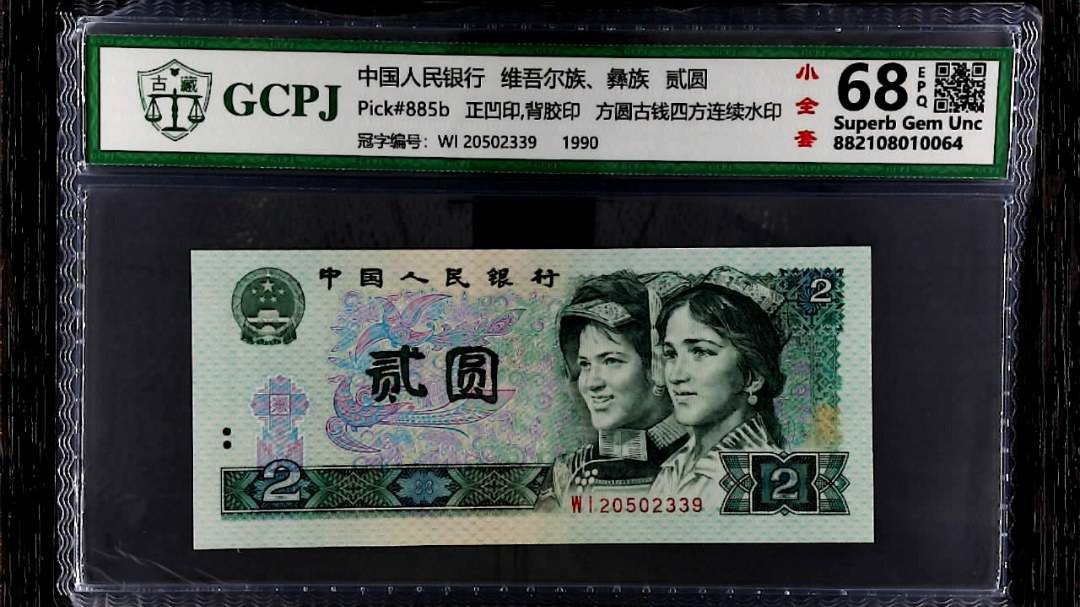 古藏
GCPJ
中国人民银行 维吾尔族、彝族 贰圆
Pick#885b 正凹印,背胶印 方圆古钱四方连续水印
冠字编号: WI 20502339 1990
小全套
68 EPQ
Superb Gem Unc
882108010064
中国人民银行
2
贰圆
2
2
WI20502339